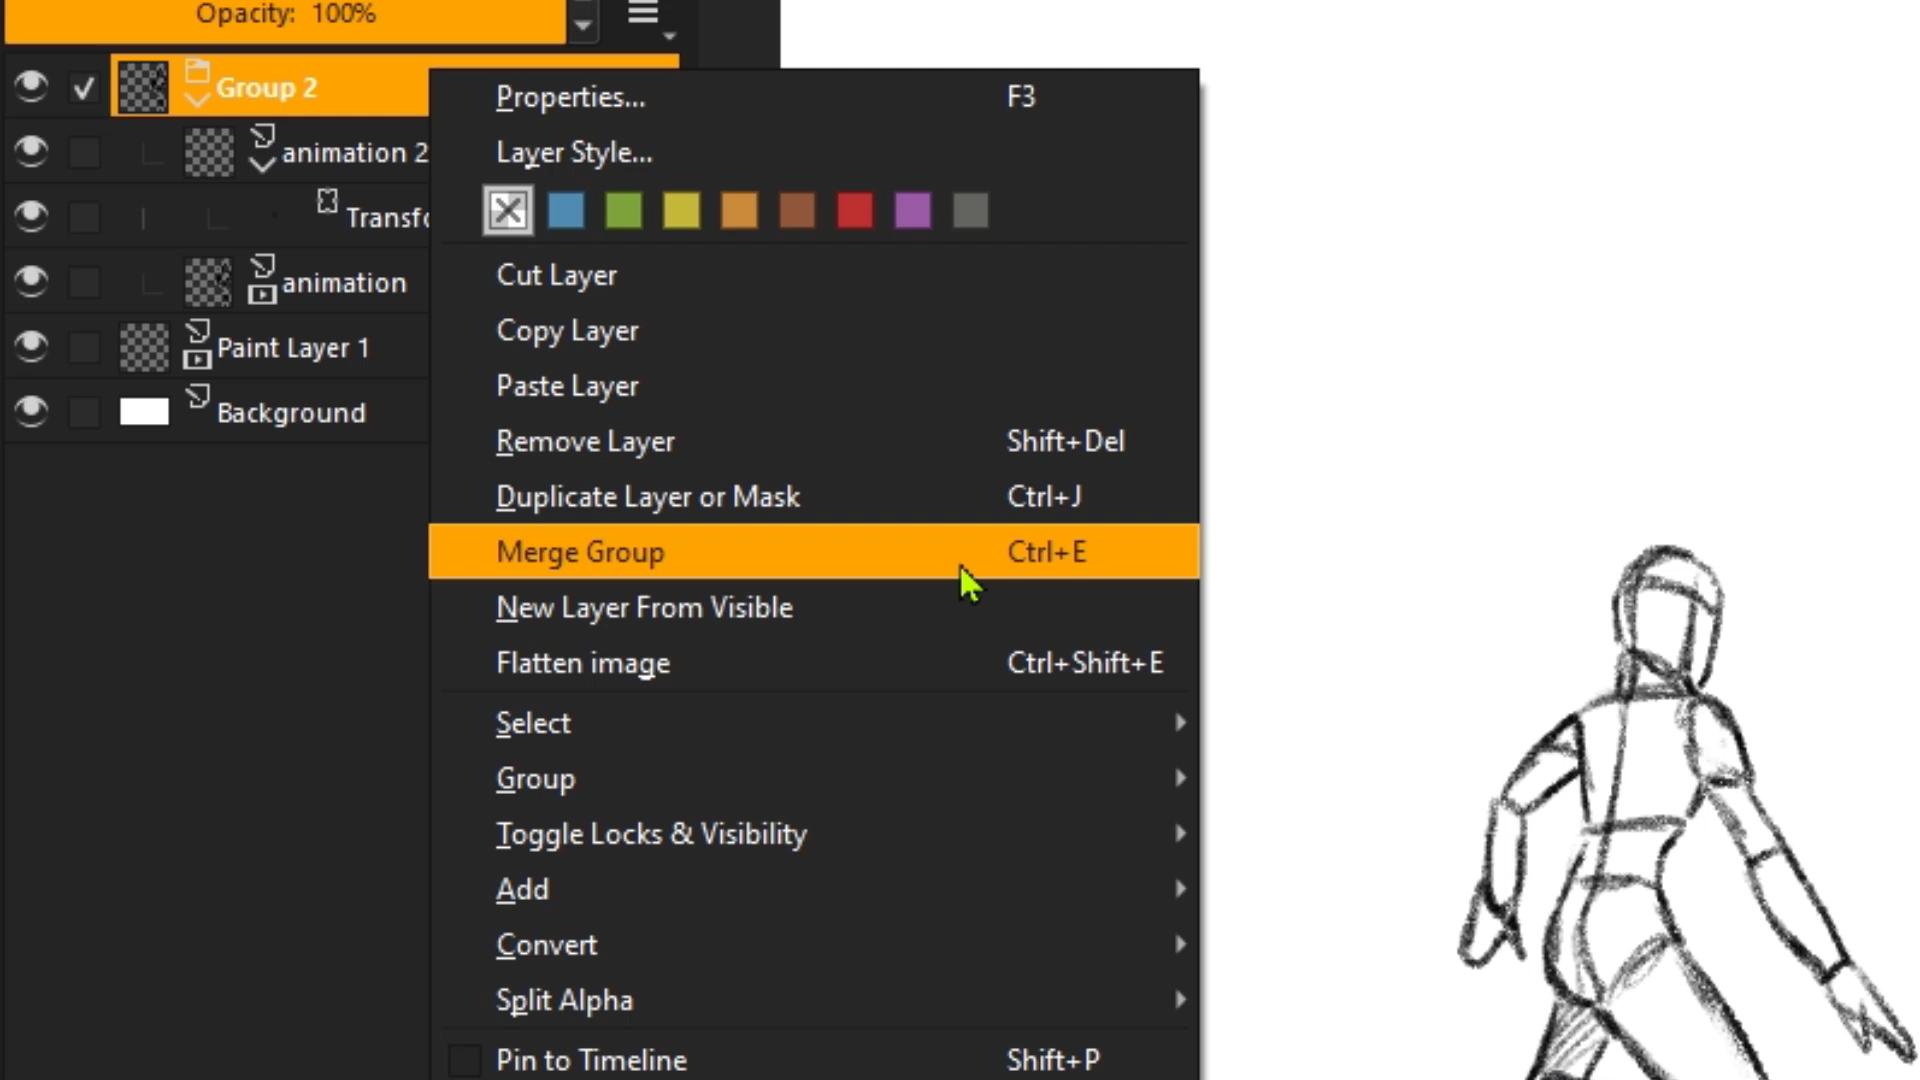 Opacity: 100%
Group 2
animation 2
Transfo
animation
Paint Layer 1
Background
Properties... F3
Layer Style...
Cut Layer
Copy Layer
Paste Layer
Remove Layer Shift+Del
Duplicate Layer or Mask Ctrl+J
Merge Group Ctrl+E
New Layer From Visible
Flatten image Ctrl+Shift+E
Select
Group
Toggle Locks & Visibility
Add
Convert
Split Alpha
Pin to Timeline Shift+P